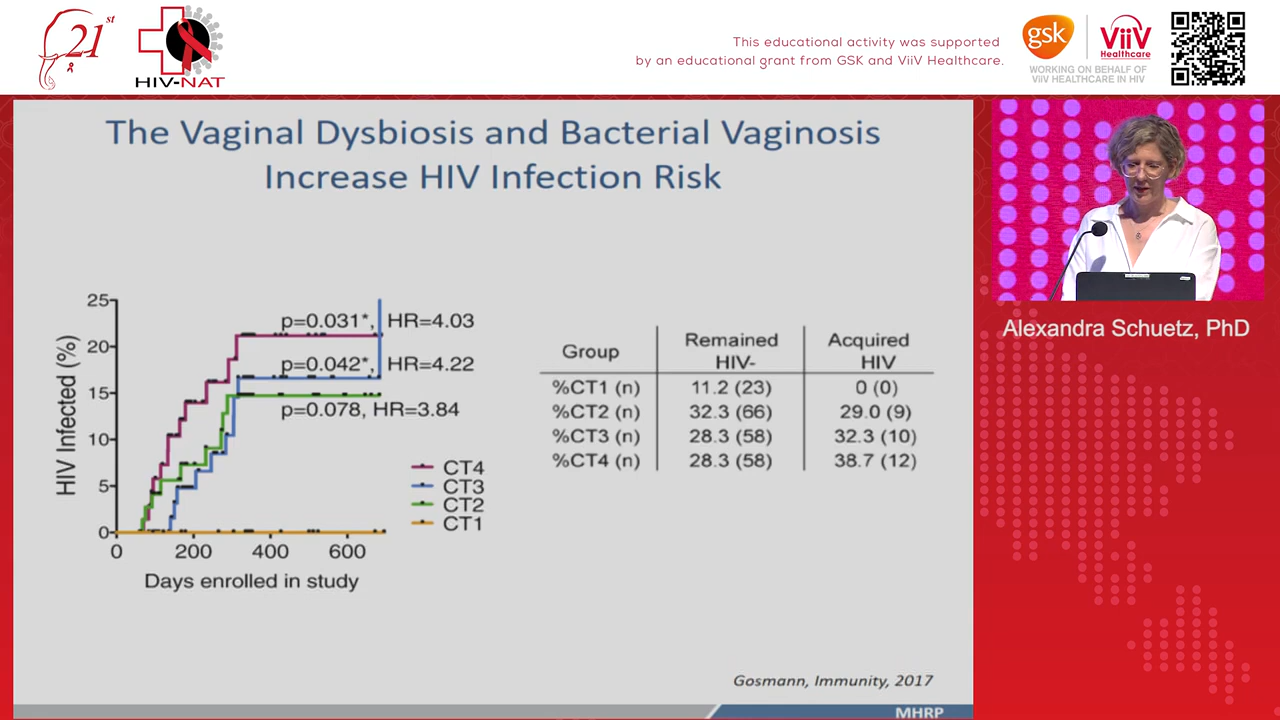 21st
HIV-NAT
This educational activity was supported
by an educational grant from GSK and ViiV Healthcare.
gsk
ViiV
Healthcare
WORKING ON BEHALF OF
ViiV HEALTHCARE IN HIV
The Vaginal Dysbiosis and Bacterial Vaginosis
Increase HIV Infection Risk
HIV Infected (%)
25
20
15
10
5
0
p=0.031*, HR=4.03
p=0.042*, HR=4.22
p=0.078, HR=3.84
CT4
CT3
CT2
CT1
0 200 400 600
Days enrolled in study
Group Remained HIV- Acquired HIV
%CT1 (n) 11.2 (23) 0 (0)
%CT2 (n) 32.3 (66) 29.0 (9)
%CT3 (n) 28.3 (58) 32.3 (10)
%CT4 (n) 28.3 (58) 38.7 (12)
Gosmann, Immunity, 2017
MHRP
Alexandra Schuetz, PhD